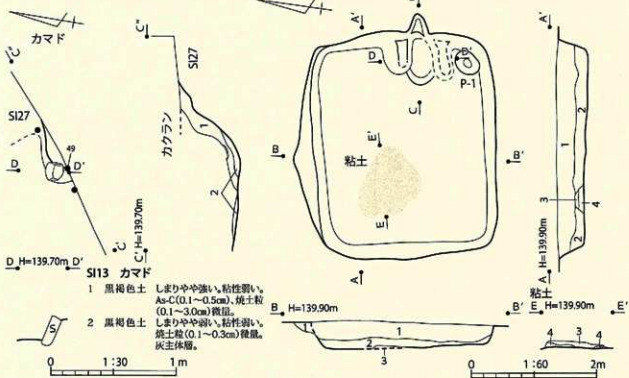 カマド
C'
SI27
49
D
D'
C
D H=139.70m D'
C'
SI27
カクラン
1
2
C' H=139.70m
SI13 カマド
1 黒褐色土 しまりやや強い。粘性弱い。
As-C(0.1~0.5㎝)、焼土粒
(0.1~3.0㎝)微量。
2 黒褐色土 しまりやや弱い。粘性弱い。
焼土粒(0.1~0.3㎝)微量。
灰主体層。
S
0 1:30 1m
A'
D
D'
P-1
C
B
B'
E'
粘土
E
A
B H=139.90m B'
1
1
2
3
A'
2
1
3
4
2
A H=139.90m
粘土
E H=139.90m E'
4 3 4
0 1:60 2m